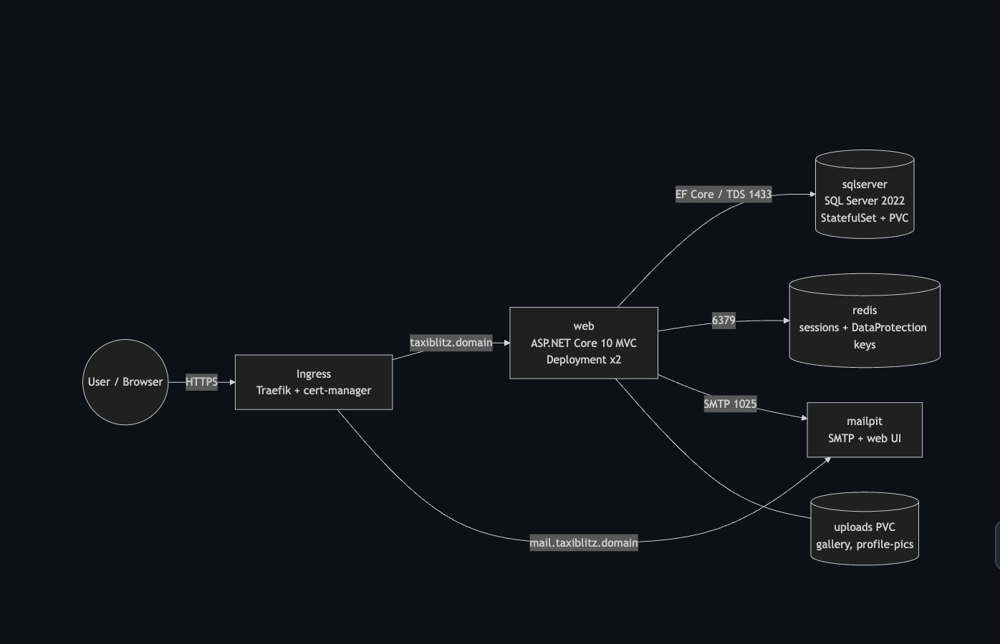 User / Browser
HTTPS
Ingress
Traefik + cert-manager
taxiblitz.domain
mail.taxiblitz.domain
web
ASP.NET Core 10 MVC
Deployment x2
EF Core / TDS 1433
6379
SMTP 1025
sqlserver
SQL Server 2022
StatefulSet + PVC
redis
sessions + DataProtection
keys
mailpit
SMTP + web UI
uploads PVC
gallery, profile-pics